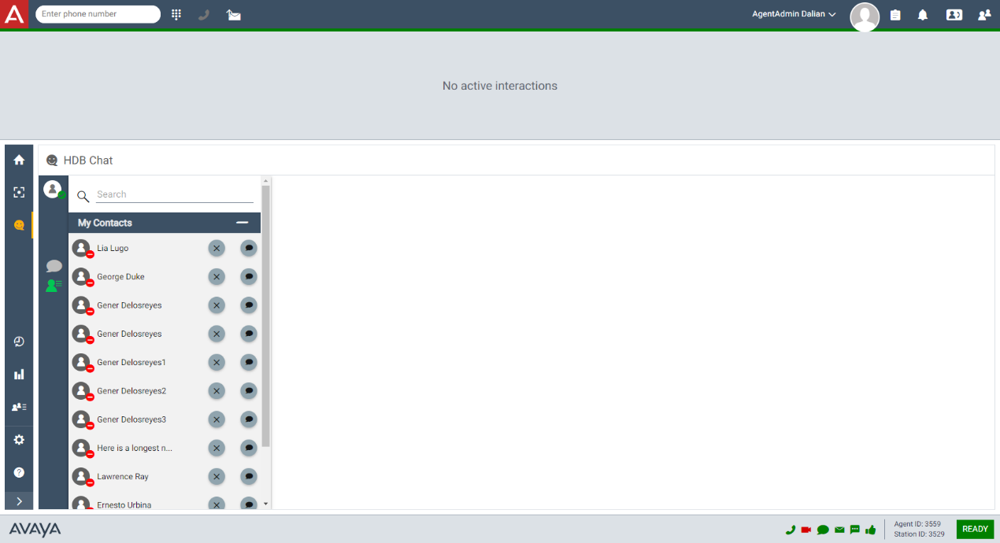 Enter phone number
AgentAdmin Dalian
No active interactions
HDB Chat
Search
My Contacts
Lia Lugo
George Duke
Gener Delosreyes
Gener Delosreyes
Gener Delosreyes1
Gener Delosreyes2
Gener Delosreyes3
Here is a longest n...
Lawrence Ray
Ernesto Urbina
AVAYA
Agent ID: 3559
Station ID: 3529
READY